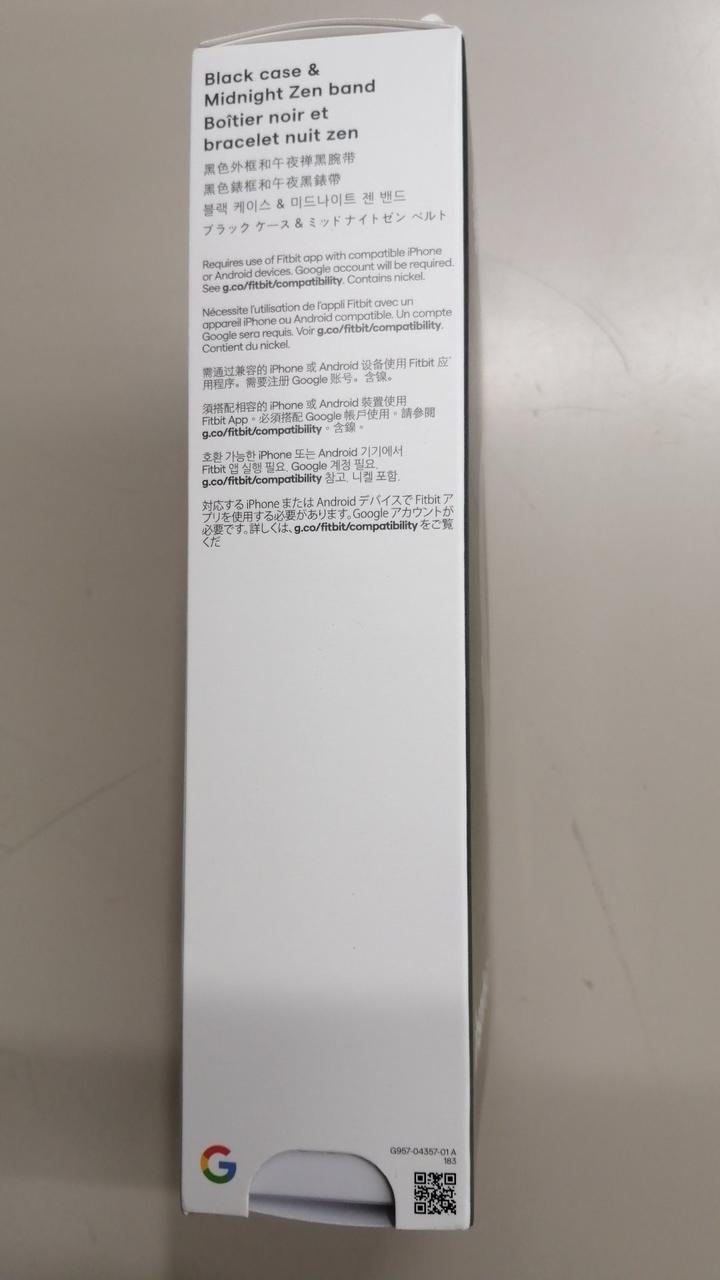 Black case &
Midnight Zen band
Boîtier noir et
bracelet nuit zen
黑色外框和午夜禅黑腕带
黑色錶框和午夜黑錶帶
블랙 케이스 & 미드나이트 젠 밴드
ブラック ケース & ミッドナイトゼン ベルト
Requires use of Fitbit app with compatible iPhone
or Android devices. Google account will be required.
See g.co/fitbit/compatibility. Contains nickel.
Nécessite l'utilisation de l'appli Fitbit avec un
appareil iPhone ou Android compatible. Un compte
Google sera requis. Voir g.co/fitbit/compatibility.
Contient du nickel.
需通过兼容的 iPhone 或 Android 设备使用 Fitbit 应
用程序。需要注册 Google 账号。含镍。
須搭配相容的 iPhone 或 Android 裝置使用
Fitbit App。必須搭配 Google 帳戶使用。請參閱
g.co/fitbit/compatibility。含鎳。
호환 가능한 iPhone 또는 Android 기기에서
Fitbit 앱 실행 필요. Google 계정 필요.
g.co/fitbit/compatibility 참고. 니켈 포함.
対応する iPhone または Android デバイスで Fitbit ア
プリを使用する必要があります。Google アカウントが
必要です。詳しくは、g.co/fitbit/compatibility をご覧
くだ
G957-04357-01 A
183
G